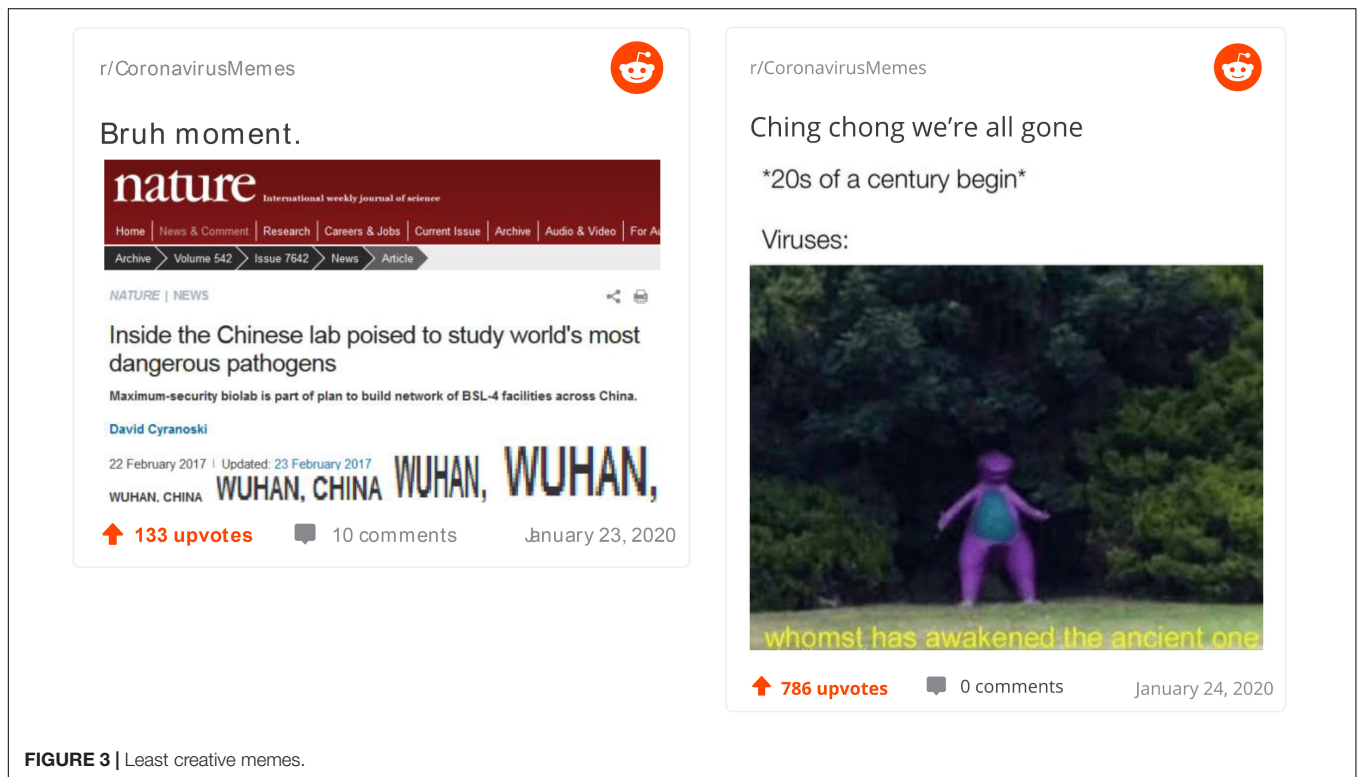 r/CoronavirusMemes
Bruh moment.
nature International weekly journal of science
Home | News & Comment | Research | Careers & Jobs | Current Issue | Archive | Audio & Video | For Au
Archive Volume 542 Issue 7642 News Article
NATURE | NEWS
Inside the Chinese lab poised to study world's most
dangerous pathogens
Maximum-security biolab is part of plan to build network of BSL-4 facilities across China.
David Cyranoski
22 February 2017 | Updated: 23 February 2017
WUHAN, CHINA WUHAN, CHINA WUHAN, WUHAN,
133 upvotes 10 comments January 23, 2020
r/CoronavirusMemes
Ching chong we're all gone
*20s of a century begin*
Viruses:
whomst has awakened the ancient one
786 upvotes 0 comments January 24, 2020
FIGURE 3 | Least creative memes.